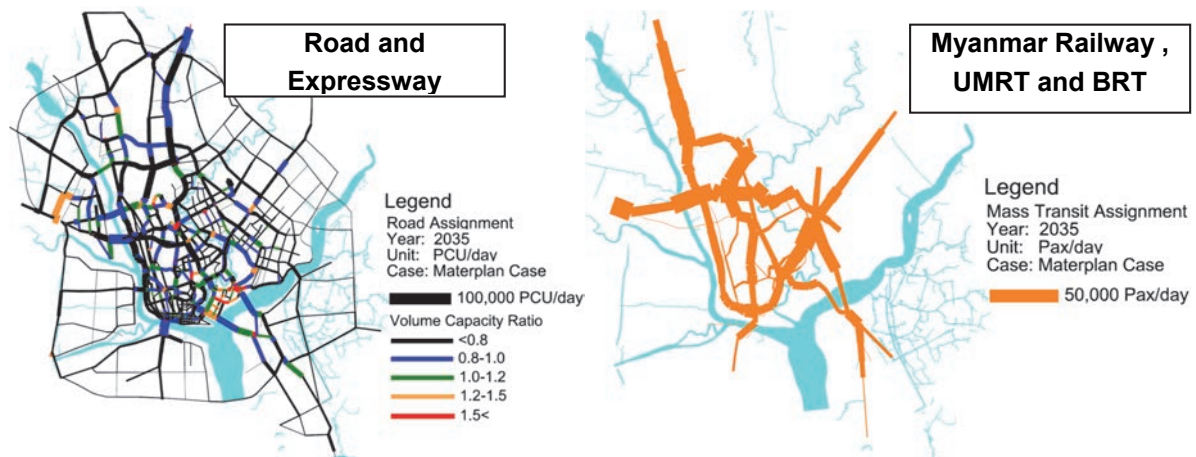 Road and
Expressway
Legend
Road Assignment
Year: 2035
Unit: PCU/day
Case: Materplan Case
100,000 PCU/day
Volume Capacity Ratio
<0.8
0.8-1.0
1.0-1.2
1.2-1.5
1.5<
Myanmar Railway ,
UMRT and BRT
Legend
Mass Transit Assignment
Year: 2035
Unit: Pax/day
Case: Materplan Case
50,000 Pax/day